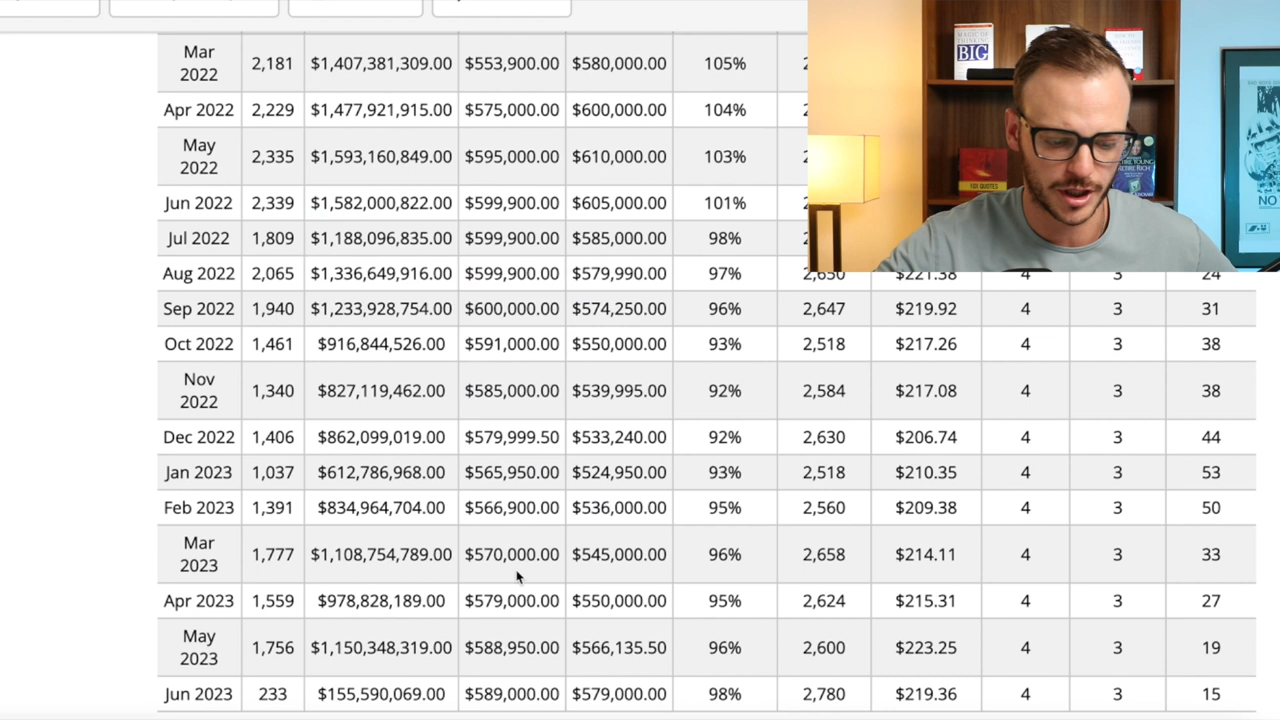 Mar 2022 2,181 $1,407,381,309.00 $553,900.00 $580,000.00 105%
Apr 2022 2,229 $1,477,921,915.00 $575,000.00 $600,000.00 104%
May 2022 2,335 $1,593,160,849.00 $595,000.00 $610,000.00 103%
Jun 2022 2,339 $1,582,000,822.00 $599,900.00 $605,000.00 101%
Jul 2022 1,809 $1,188,096,835.00 $599,900.00 $585,000.00 98%
Aug 2022 2,065 $1,336,649,916.00 $599,900.00 $579,990.00 97% 2,650 $221.38 4 3 24
Sep 2022 1,940 $1,233,928,754.00 $600,000.00 $574,250.00 96% 2,647 $219.92 4 3 31
Oct 2022 1,461 $916,844,526.00 $591,000.00 $550,000.00 93% 2,518 $217.26 4 3 38
Nov 2022 1,340 $827,119,462.00 $585,000.00 $539,995.00 92% 2,584 $217.08 4 3 38
Dec 2022 1,406 $862,099,019.00 $579,999.50 $533,240.00 92% 2,630 $206.74 4 3 44
Jan 2023 1,037 $612,786,968.00 $565,950.00 $524,950.00 93% 2,518 $210.35 4 3 53
Feb 2023 1,391 $834,964,704.00 $566,900.00 $536,000.00 95% 2,560 $209.38 4 3 50
Mar 2023 1,777 $1,108,754,789.00 $570,000.00 $545,000.00 96% 2,658 $214.11 4 3 33
Apr 2023 1,559 $978,828,189.00 $579,000.00 $550,000.00 95% 2,624 $215.31 4 3 27
May 2023 1,756 $1,150,348,319.00 $588,950.00 $566,135.50 96% 2,600 $223.25 4 3 19
Jun 2023 233 $155,590,069.00 $589,000.00 $579,000.00 98% 2,780 $219.36 4 3 15
MAGIC OF
THINKING
BIG
101 QUOTES
RETIRE YOUNG
RETIRE RICH
NO